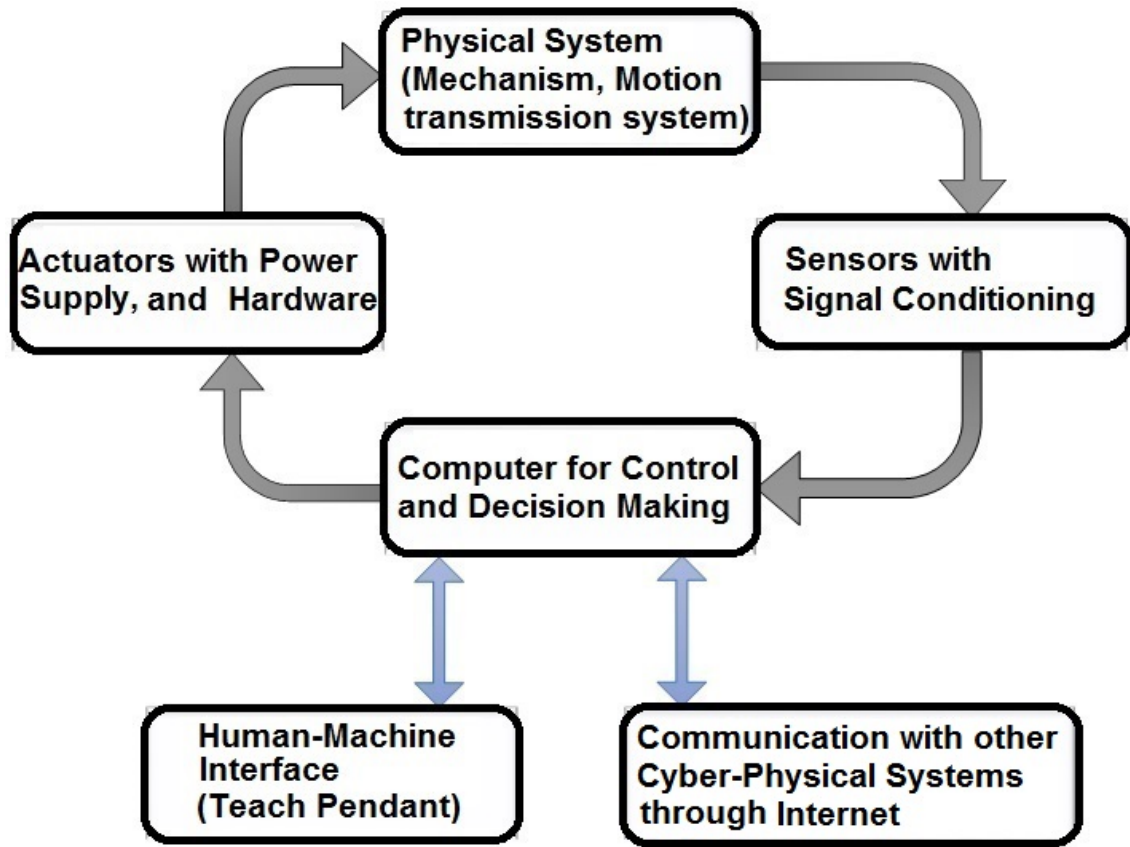 Physical System
(Mechanism, Motion
transmission system)
Actuators with Power
Supply, and Hardware
Sensors with
Signal Conditioning
Computer for Control
and Decision Making
Human-Machine
Interface
(Teach Pendant)
Communication with other
Cyber-Physical Systems
through Internet